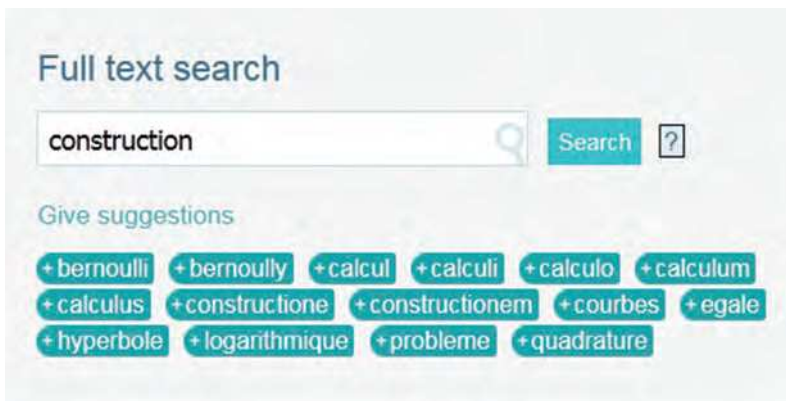 Full text search
construction Search ?
Give suggestions
+ bernoulli + bernoully + calcul + calculi + calculo + calculum
+ calculus + constructione + constructionem + courbes + egale
+ hyperbole + logarithmique + probleme + quadrature